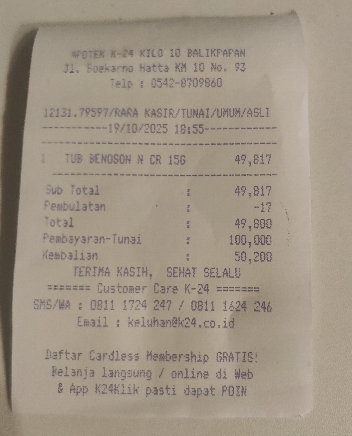 APOTEK K-24 KILO 10 BALIKPAPAN
Jl. Soekarno Hatta KM 10 No. 93
Telp : 0542-8709860
12131.79597/RARA KASIR/TUNAI/UMUM/ASLI
-----------19/10/2025 18:55-------------
1 TUB BENOSON N CR 15G 49,817
Sub Total : 49,817
Pembulatan : -17
Total : 49,800
Pembayaran-Tunai : 100,000
Kembalian : 50,200
TERIMA KASIH, SEHAT SELALU
======= Customer Care K-24 =======
SMS/WA : 0811 1724 247 / 0811 1624 246
Email : keluhan@k24.co.id
Daftar Cardless Membership GRATIS!
Belanja langsung / online di Web
& App K24Klik pasti dapat POIN